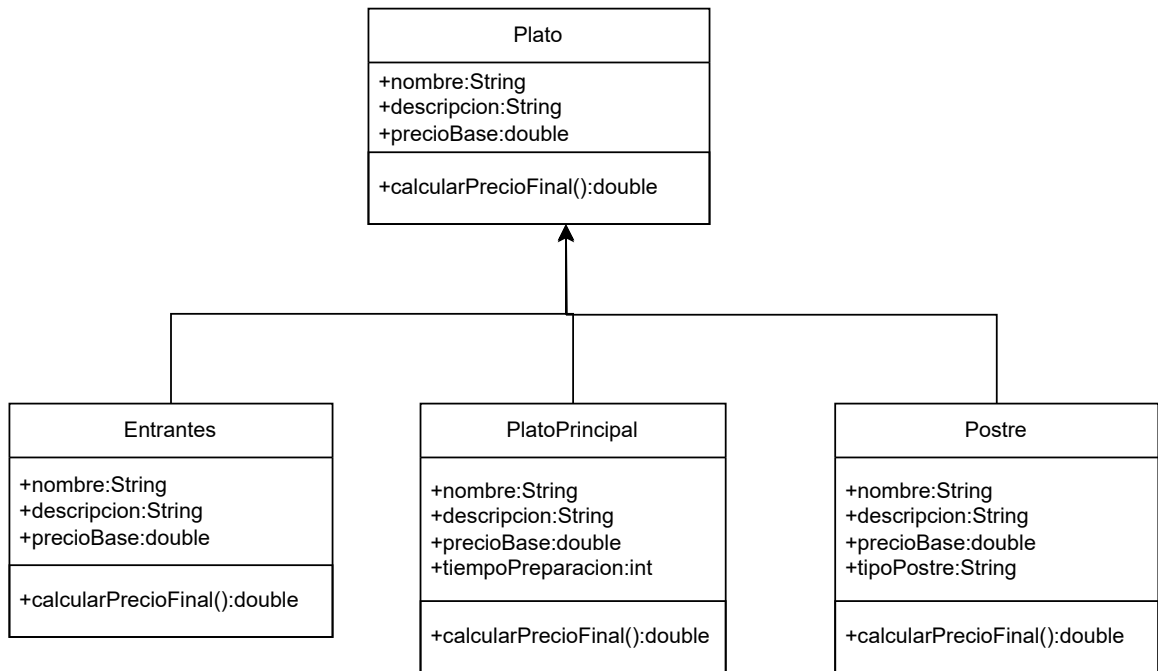 Plato
+nombre:String
+descripcion:String
+precioBase:double
+calcularPrecioFinal():double
Entrantes
+nombre:String
+descripcion:String
+precioBase:double
+calcularPrecioFinal():double
PlatoPrincipal
+nombre:String
+descripcion:String
+precioBase:double
+tiempoPreparacion:int
+calcularPrecioFinal():double
Postre
+nombre:String
+descripcion:String
+precioBase:double
+tipoPostre:String
+calcularPrecioFinal():double